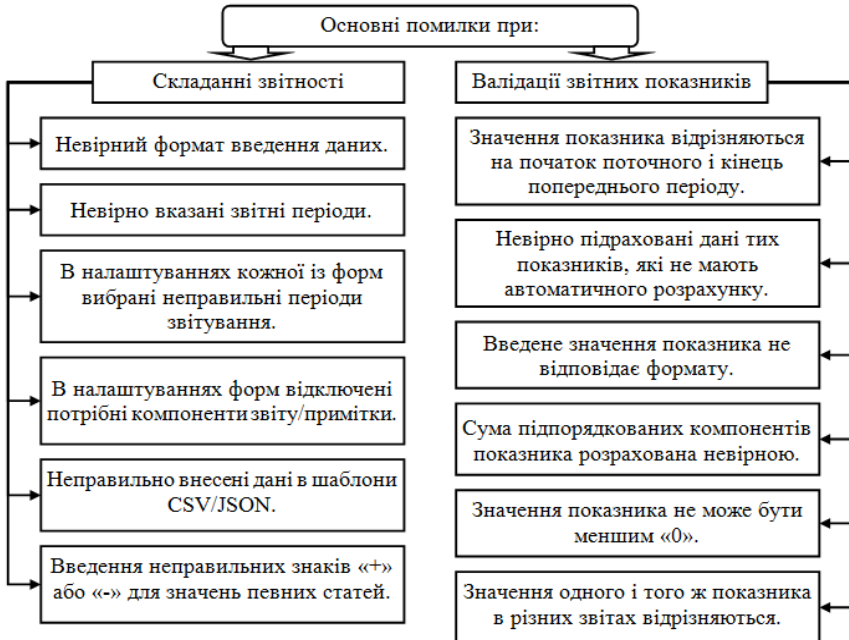 Основні помилки при:
Складанні звітності
Невірний формат введення даних.
Невірно вказані звітні періоди.
В налаштуваннях кожної із форм
вибрані неправильні періоди
звітування.
В налаштуваннях форм відключені
потрібні компоненти звіту/примітки.
Неправильно внесені дані в шаблони
CSV/JSON.
Введення неправильних знаків «+»
або «-» для значень певних статей.
Валідації звітних показників
Значення показника відрізняються
на початок поточного і кінець
попереднього періоду.
Невірно підраховані дані тих
показників, які не мають
автоматичного розрахунку.
Введене значення показника не
відповідає формату.
Сума підпорядкованих компонентів
показника розрахована невірною.
Значення показника не може бути
меншим «0».
Значення одного і того ж показника
в різних звітах відрізняються.